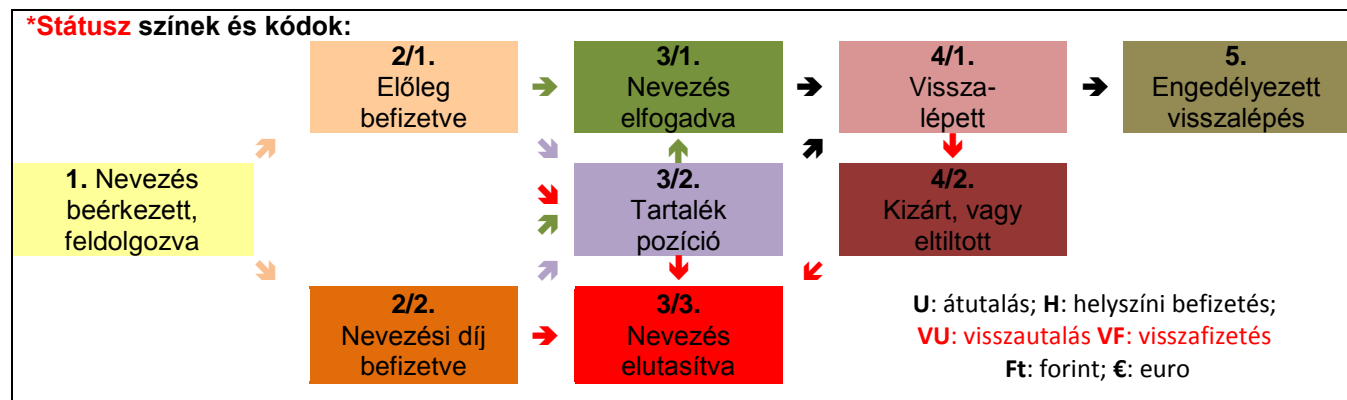 *Státusz színek és kódok:
2/1.
Előleg
befizetve
3/1.
Nevezés
elfogadva
4/1.
Vissza-
lépett
5.
Engedélyezett
visszalépés
1. Nevezés
beérkezett,
feldolgozva
3/2.
Tartalék
pozíció
4/2.
Kizárt, vagy
eltiltott
2/2.
Nevezési díj
befizetve
3/3.
Nevezés
elutasítva
U: átutalás; H: helyszíni befizetés;
VU: visszautalás VF: visszafizetés
Ft: forint; €: euro